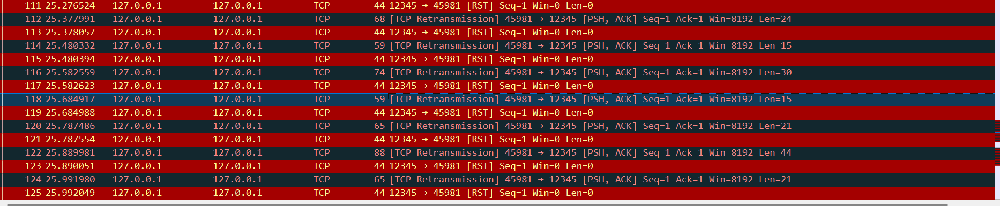 111 25.276524 127.0.0.1 127.0.0.1 TCP 44 12345 → 45981 [RST] Seq=1 Win=0 Len=0
112 25.377991 127.0.0.1 127.0.0.1 TCP 68 [TCP Retransmission] 45981 → 12345 [PSH, ACK] Seq=1 Ack=1 Win=8192 Len=24
113 25.378057 127.0.0.1 127.0.0.1 TCP 44 12345 → 45981 [RST] Seq=1 Win=0 Len=0
114 25.480332 127.0.0.1 127.0.0.1 TCP 59 [TCP Retransmission] 45981 → 12345 [PSH, ACK] Seq=1 Ack=1 Win=8192 Len=15
115 25.480394 127.0.0.1 127.0.0.1 TCP 44 12345 → 45981 [RST] Seq=1 Win=0 Len=0
116 25.582559 127.0.0.1 127.0.0.1 TCP 74 [TCP Retransmission] 45981 → 12345 [PSH, ACK] Seq=1 Ack=1 Win=8192 Len=30
117 25.582623 127.0.0.1 127.0.0.1 TCP 44 12345 → 45981 [RST] Seq=1 Win=0 Len=0
118 25.684917 127.0.0.1 127.0.0.1 TCP 59 [TCP Retransmission] 45981 → 12345 [PSH, ACK] Seq=1 Ack=1 Win=8192 Len=15
119 25.684988 127.0.0.1 127.0.0.1 TCP 44 12345 → 45981 [RST] Seq=1 Win=0 Len=0
120 25.787486 127.0.0.1 127.0.0.1 TCP 65 [TCP Retransmission] 45981 → 12345 [PSH, ACK] Seq=1 Ack=1 Win=8192 Len=21
121 25.787554 127.0.0.1 127.0.0.1 TCP 44 12345 → 45981 [RST] Seq=1 Win=0 Len=0
122 25.889981 127.0.0.1 127.0.0.1 TCP 88 [TCP Retransmission] 45981 → 12345 [PSH, ACK] Seq=1 Ack=1 Win=8192 Len=44
123 25.890051 127.0.0.1 127.0.0.1 TCP 44 12345 → 45981 [RST] Seq=1 Win=0 Len=0
124 25.991980 127.0.0.1 127.0.0.1 TCP 65 [TCP Retransmission] 45981 → 12345 [PSH, ACK] Seq=1 Ack=1 Win=8192 Len=21
125 25.992049 127.0.0.1 127.0.0.1 TCP 44 12345 → 45981 [RST] Seq=1 Win=0 Len=0